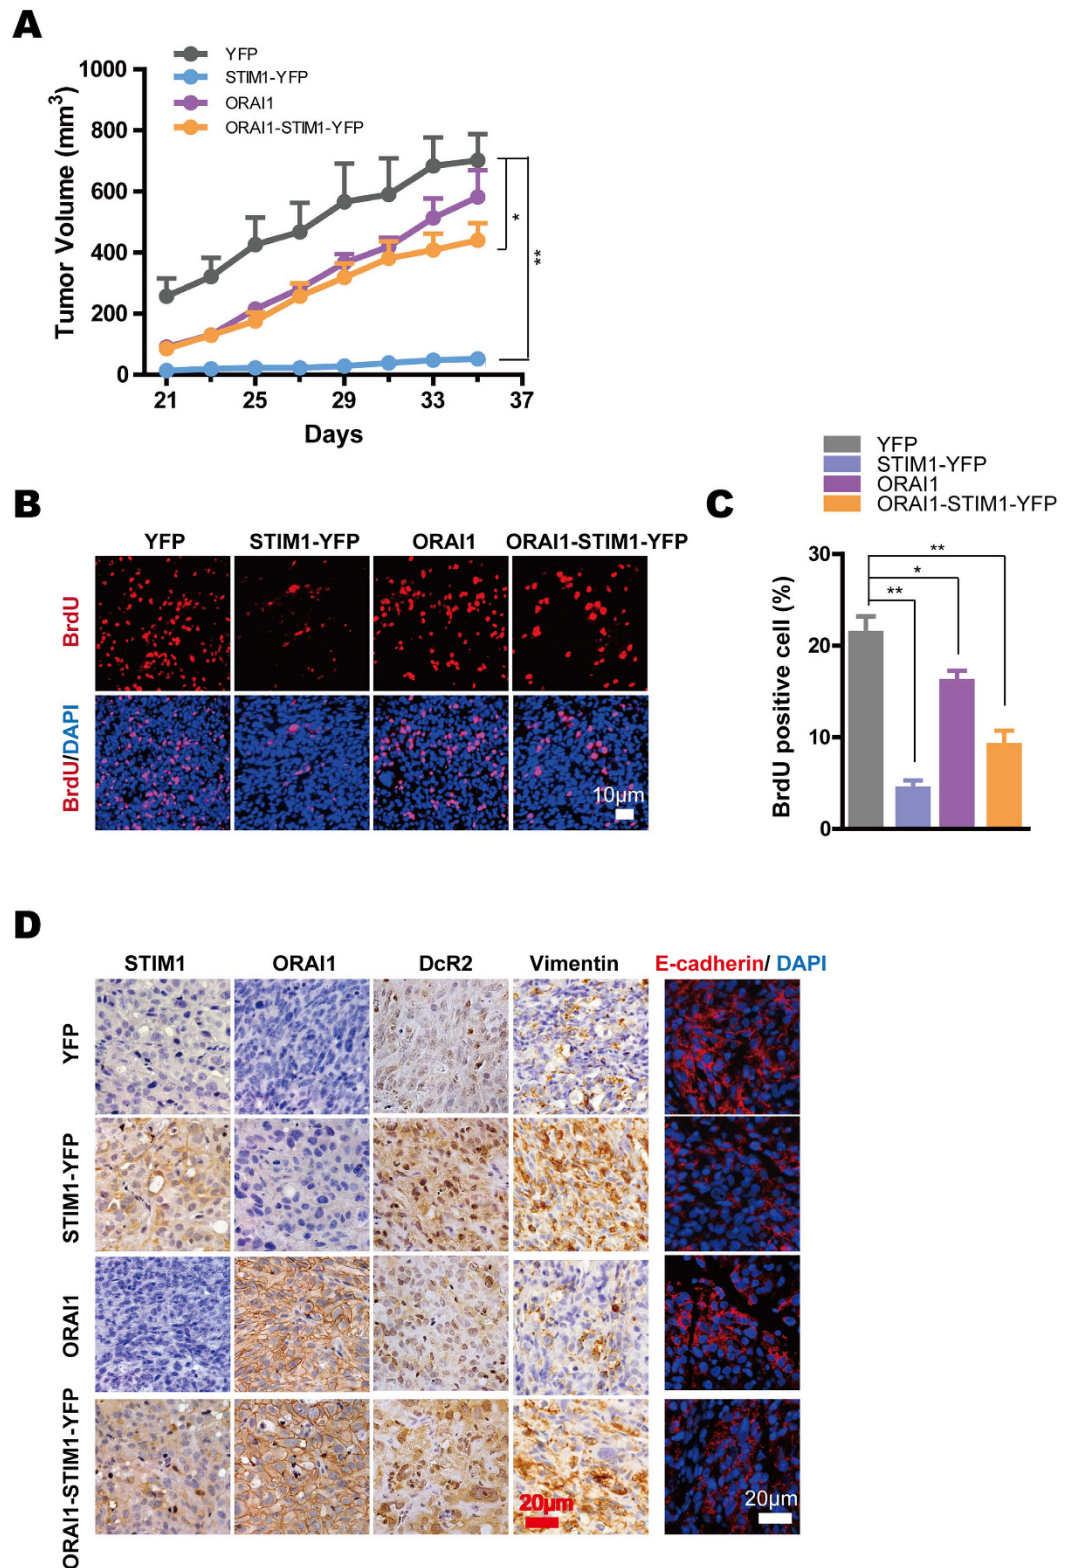 A
YFP
STIM1-YFP
ORAI1
ORAI1-STIM1-YFP
Tumor Volume (mm³)
1000
800
600
400
200
0
*
**
21 25 29 33 37
Days
B
YFP STIM1-YFP ORAI1 ORAI1-STIM1-YFP
BrdU
BrdU/DAPI
10μm
C
YFP
STIM1-YFP
ORAI1
ORAI1-STIM1-YFP
BrdU positive cell (%)
30
20
10
0
**
*
**
D
STIM1 ORAI1 DcR2 Vimentin E-cadherin/ DAPI
YFP
STIM1-YFP
ORAI1
ORAI1-STIM1-YFP
20μm
20μm